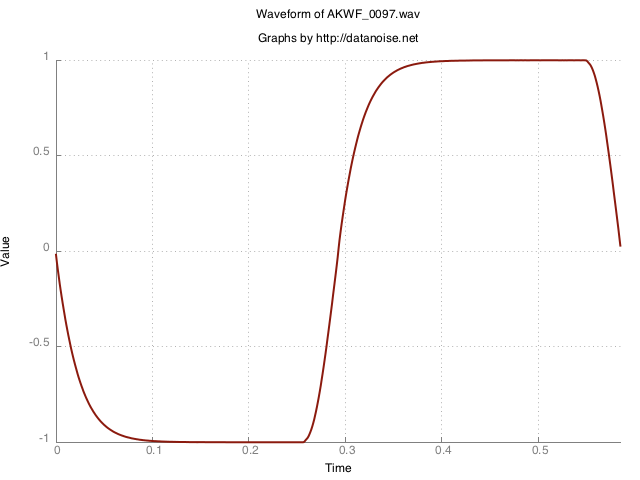 Waveform of AKWF_0097.wav
Graphs by http://datanoise.net
1
0.5
0
-0.5
-1
Value
0 0.1 0.2 0.3 0.4 0.5
Time